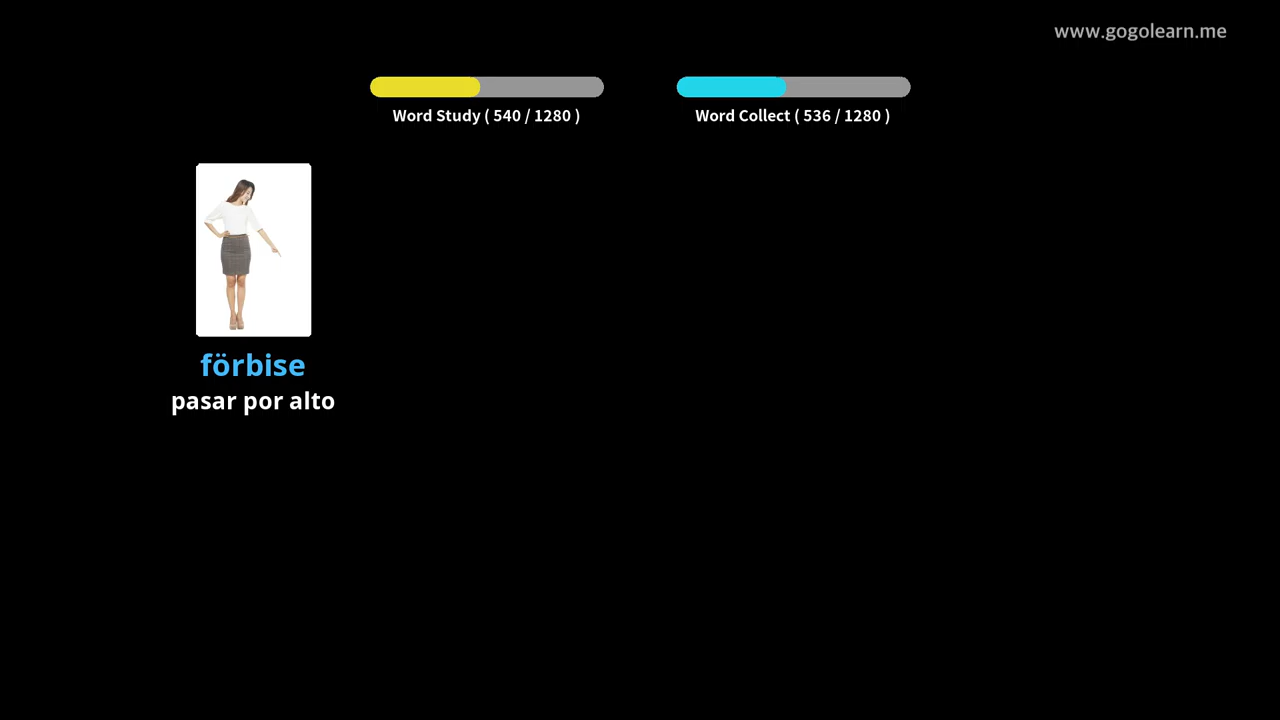 www.gogolearn.me
Word Study ( 540 / 1280 )
Word Collect ( 536 / 1280 )
förbise
pasar por alto